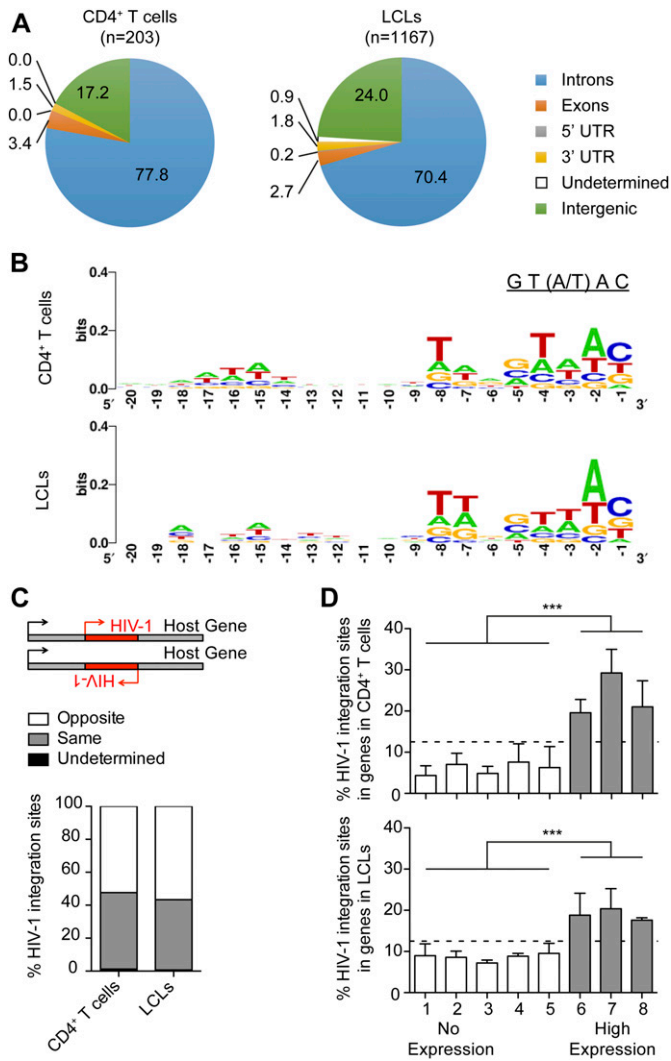 A
CD4⁺ T cells
(n=203)
LCLs
(n=1167)
0.0
1.5
0.0
3.4
17.2
77.8
0.9
1.8
0.2
2.7
24.0
70.4
Introns
Exons
5' UTR
3' UTR
Undetermined
Intergenic
B
G T (A/T) A C
CD4⁺ T cells
bits
0.4
0.2
0.0
5′ -20 -19 -18 -17 -16 -15 -14 -13 -12 -11 -10 -9 -8 -7 -6 -5 -4 -3 -2 -1 3′
LCLs
bits
0.4
0.2
0.0
5′ -20 -19 -18 -17 -16 -15 -14 -13 -12 -11 -10 -9 -8 -7 -6 -5 -4 -3 -2 -1 3′
C
HIV-1 Host Gene
Host Gene
HIV-1
Opposite
Same
Undetermined
% HIV-1 integration sites
100
80
60
40
20
0
CD4⁺ T cells
LCLs
D
% HIV-1 integration sites
in genes in CD4⁺ T cells
40
30
20
10
0
***
% HIV-1 integration sites
in genes in LCLs
40
30
20
10
0
***
1 2 3 4 5 6 7 8
No
Expression
High
Expression